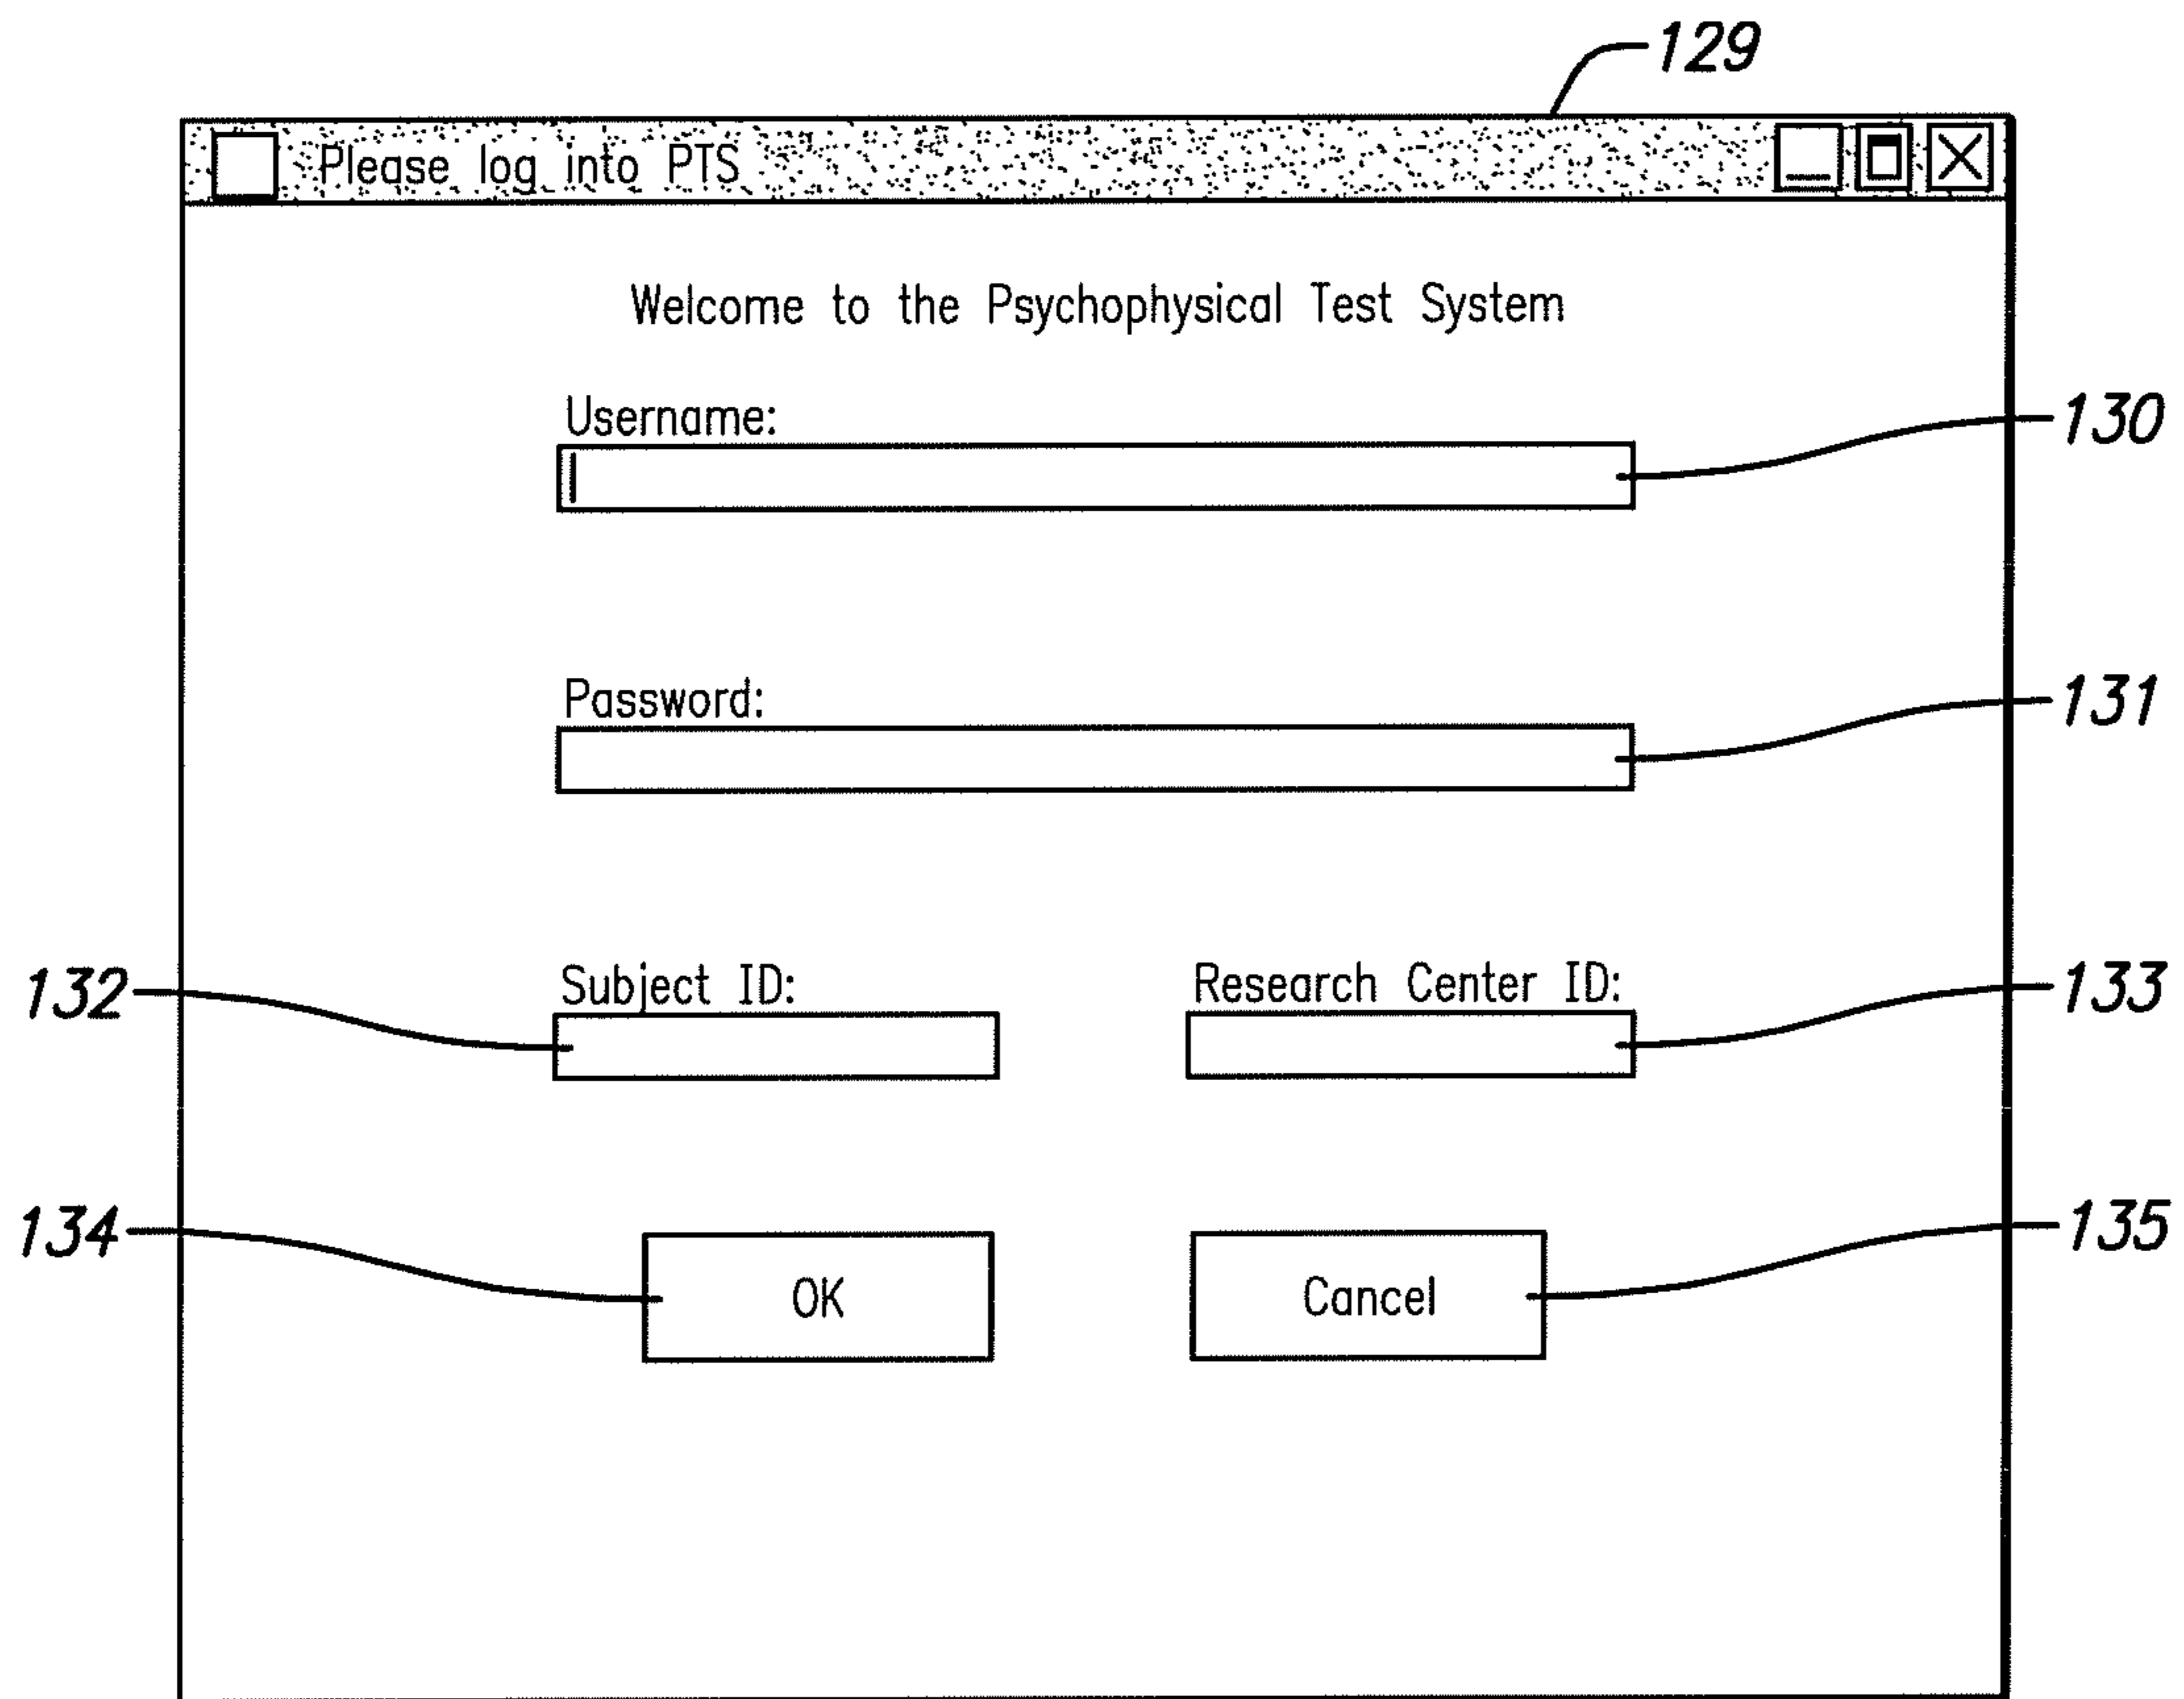 129
Please log into PTS
Welcome to the Psychophysical Test System
Username:
130
Password:
131
132
Subject ID:
Research Center ID:
133
134
OK
Cancel
135